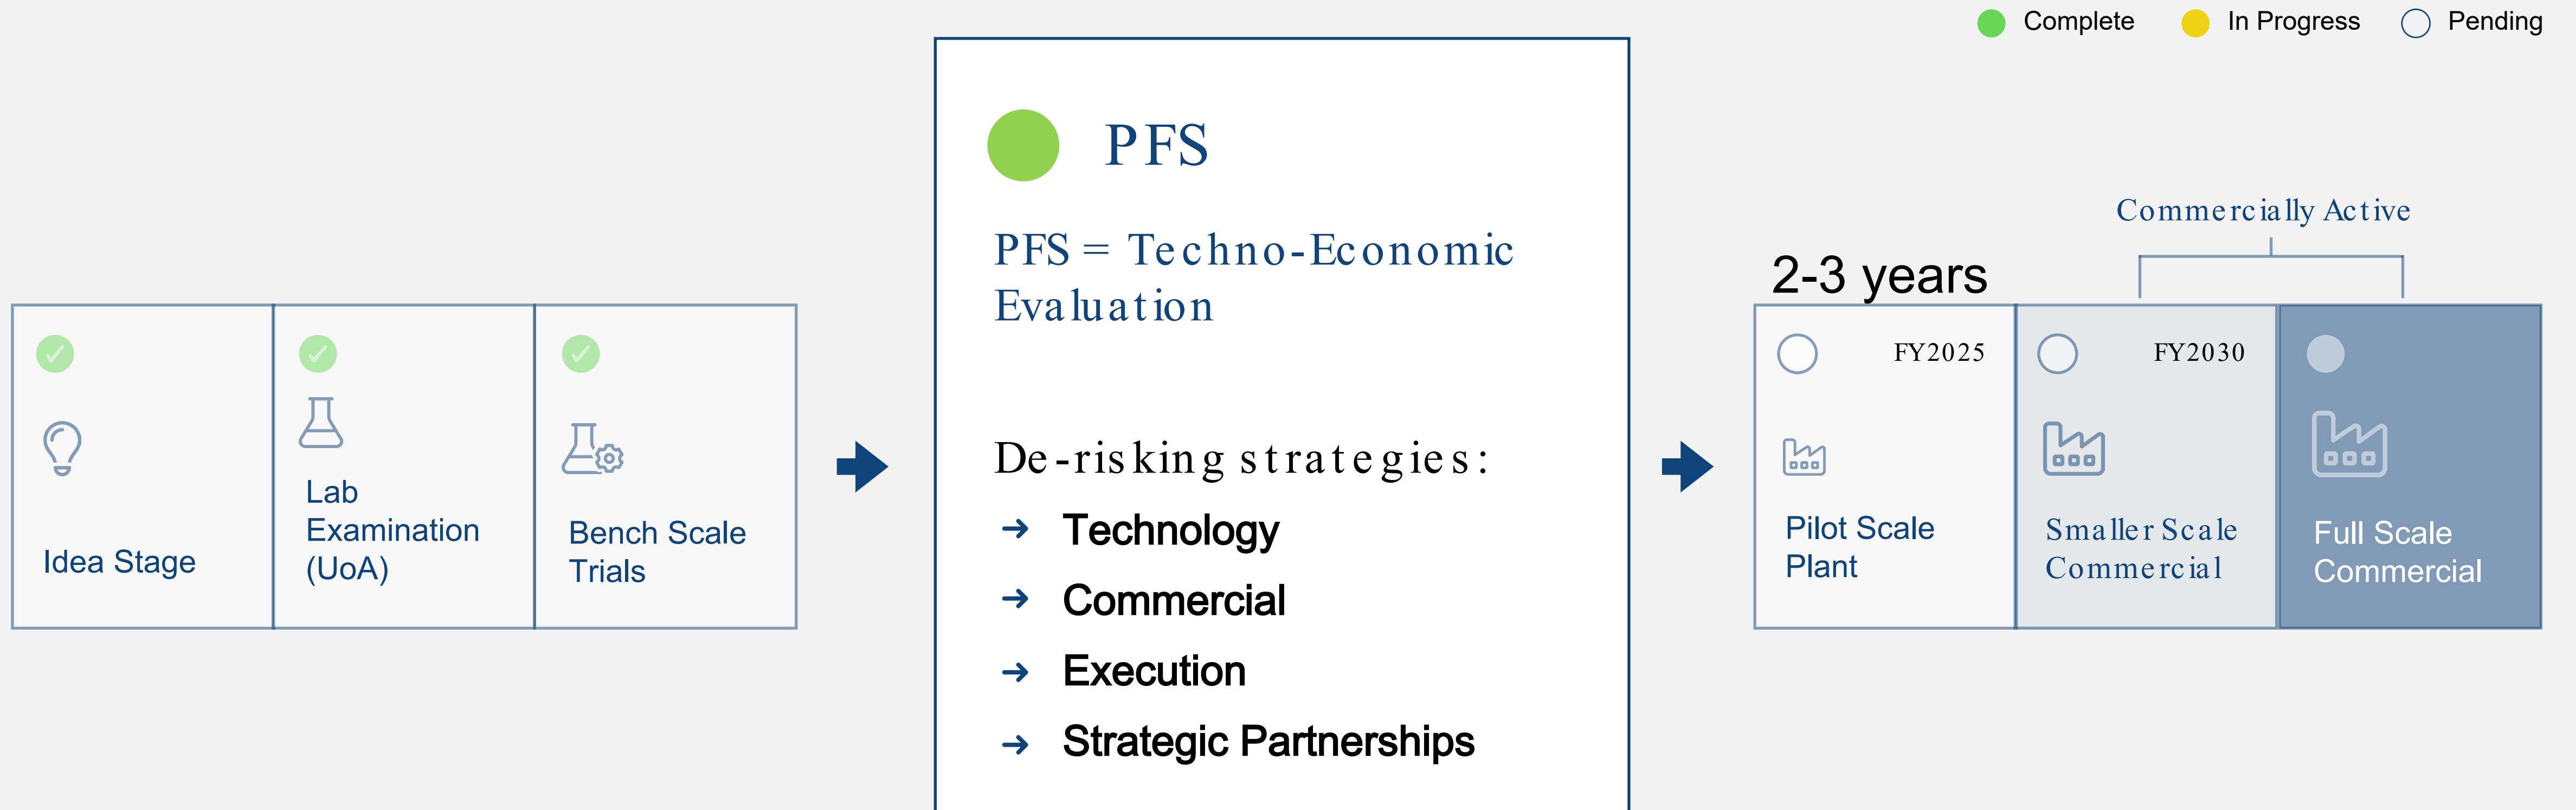 Complete
In Progress
Pending
Idea Stage
Lab
Examination
(UoA)
Bench Scale
Trials
PFS
PFS = Techno-Economic
Evaluation
De-risking strategies:
Technology
Commercial
Execution
Strategic Partnerships
Commercially Active
2-3 years
FY2025
Pilot Scale
Plant
FY2030
Smaller Scale
Commercial
Full Scale
Commercial